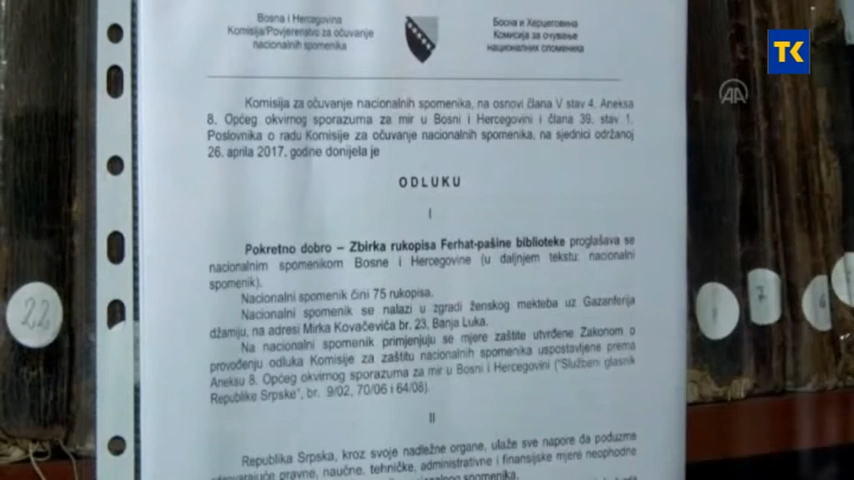 Bosna i Hercegovina
Komisija/Povjerenstvo za očuvanje
nacionalnih spomenika
Босна и Херцеговина
Комисија за очување
националних споменика
TK
AA
Komisija za očuvanje nacionalnih spomenika, na osnovi člana V stav 4. Aneksa
8. Općeg okvirnog sporazuma za mir u Bosni i Hercegovini i člana 39. stav 1.
Poslovnika o radu Komisije za očuvanje nacionalnih spomenika, na sjednici održanoj
26. aprila 2017. godine donijela je
ODLUKU
I
Pokretno dobro – Zbirka rukopisa Ferhat-pašine biblioteke proglašava se
nacionalnim spomenikom Bosne i Hercegovine (u daljnjem tekstu: nacionalni
spomenik).
Nacionalni spomenik čini 75 rukopisa.
Nacionalni spomenik se nalazi u zgradi ženskog mekteba uz Gazanferija
džamiju, na adresi Mirka Kovačevića br. 23, Banja Luka.
Na nacionalni spomenik primjenjuju se mjere zaštite utvrđene Zakonom o
provođenju odluka Komisije za zaštitu nacionalnih spomenika uspostavljene prema
Aneksu 8. Općeg okvirnog sporazuma za mir u Bosni i Hercegovini ("Službeni glasnik
Republike Srpske", br. 9/02, 70/06 i 64/08).
II
Republika Srpska, kroz svoje nadležne organe, ulaže sve napore da poduzme
pravne, naučne, tehničke, administrativne i finansijske mjere neophodne
spomenika.
22
7